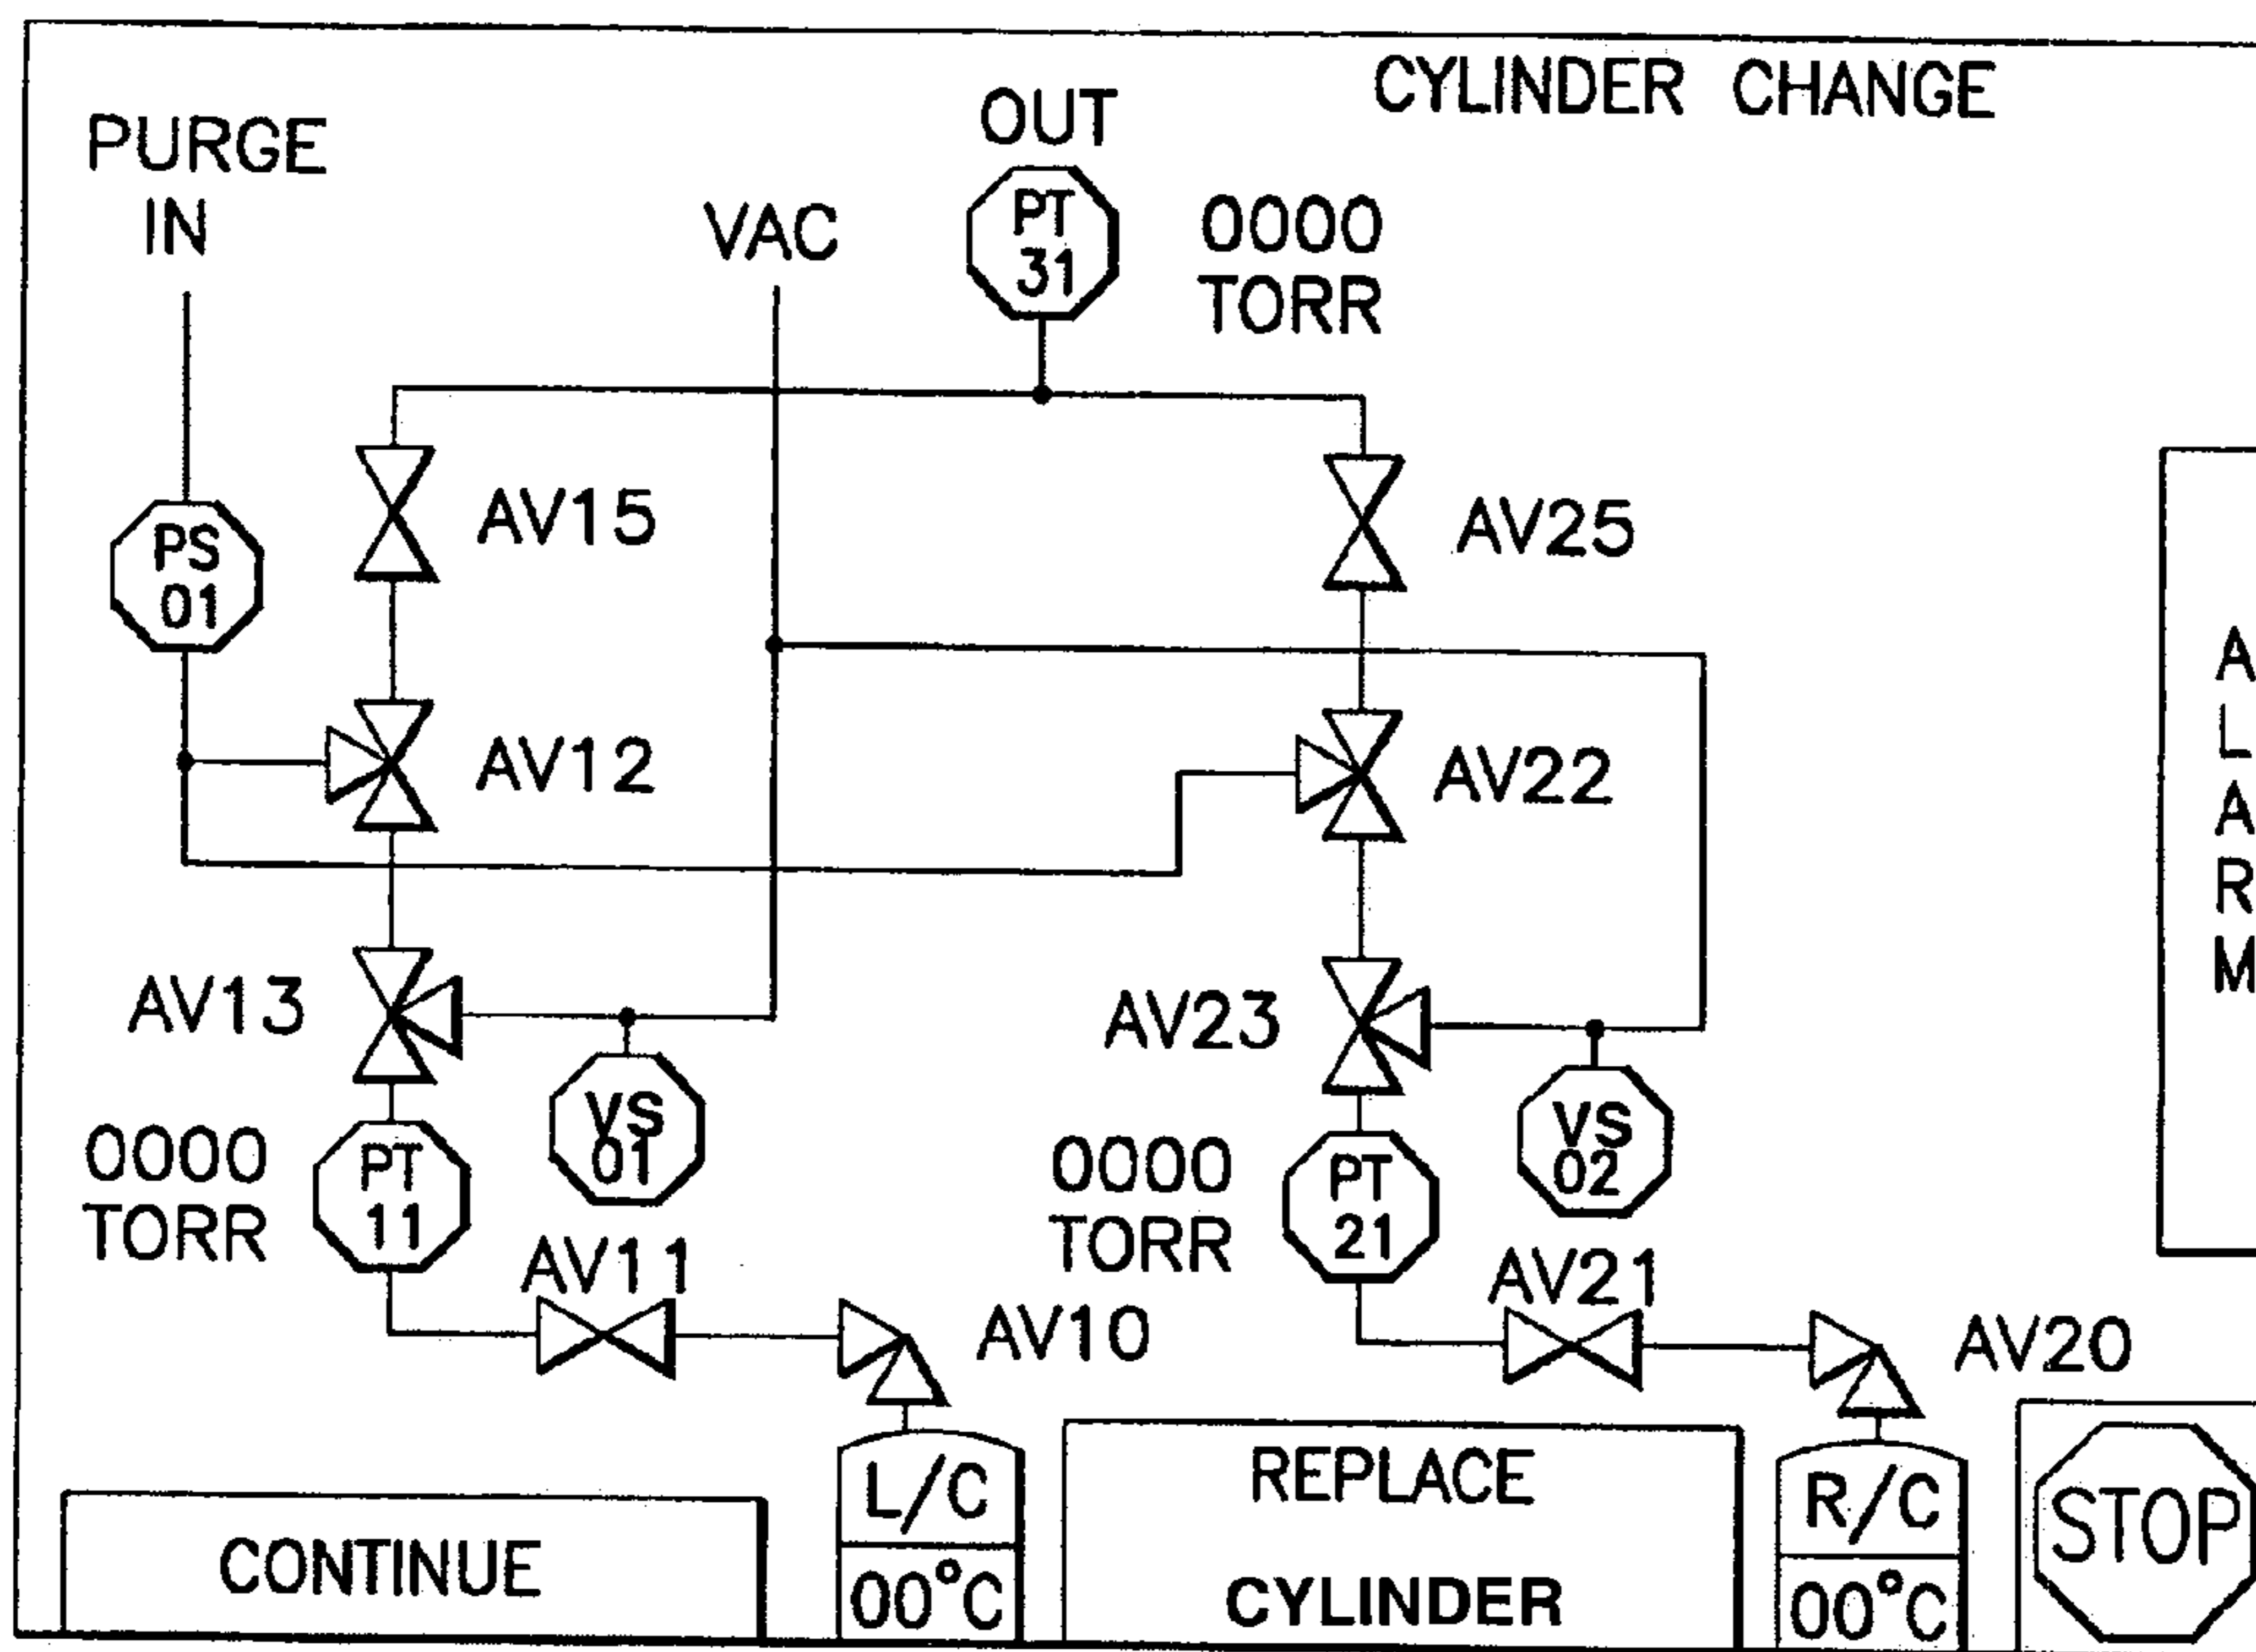 CYLINDER CHANGE
PURGE
IN
VAC
OUT
PT
31
0000
TORR
PS
01
AV15
AV25
AV12
AV22
AV13
AV23
VS
01
VS
02
0000
TORR
PT
11
0000
TORR
PT
21
AV11
AV10
AV21
AV20
A
L
A
R
M
CONTINUE
L/C
00°C
REPLACE
CYLINDER
R/C
00°C
STOP